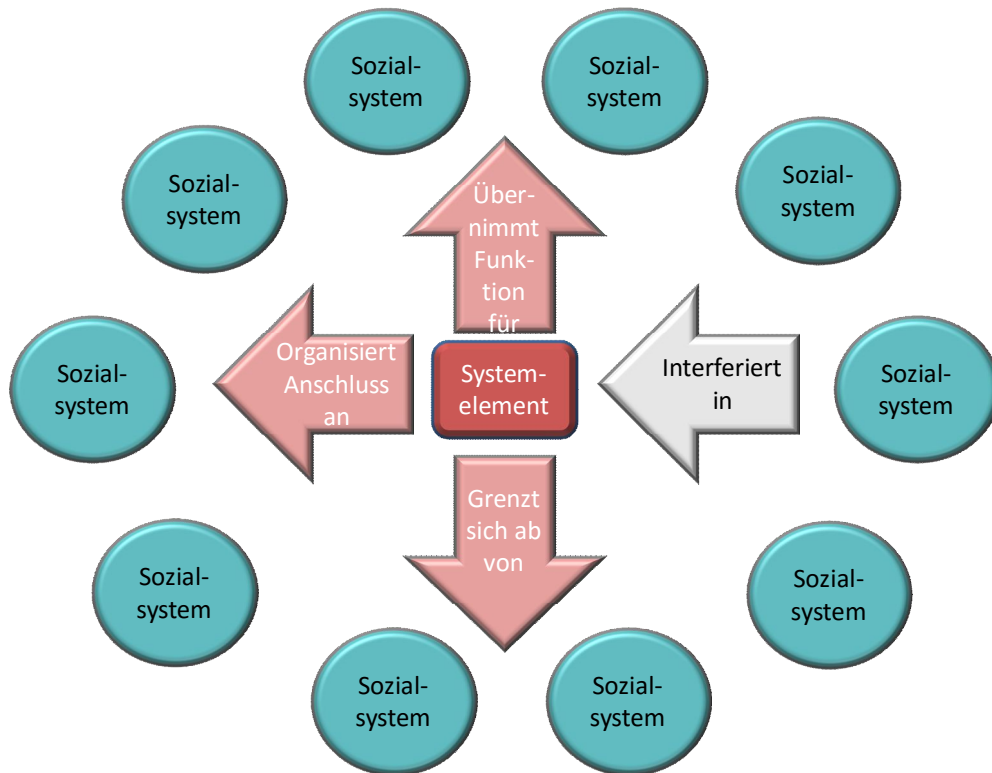 Sozial-
system
Sozial-
system
Sozial-
system
Sozial-
system
Über-
nimmt
Funk-
tion
für
Sozial-
system
Organisiert
Anschluss
an
System-
element
Interferiert
in
Sozial-
system
Grenzt
sich ab
von
Sozial-
system
Sozial-
system
Sozial-
system
Sozial-
system